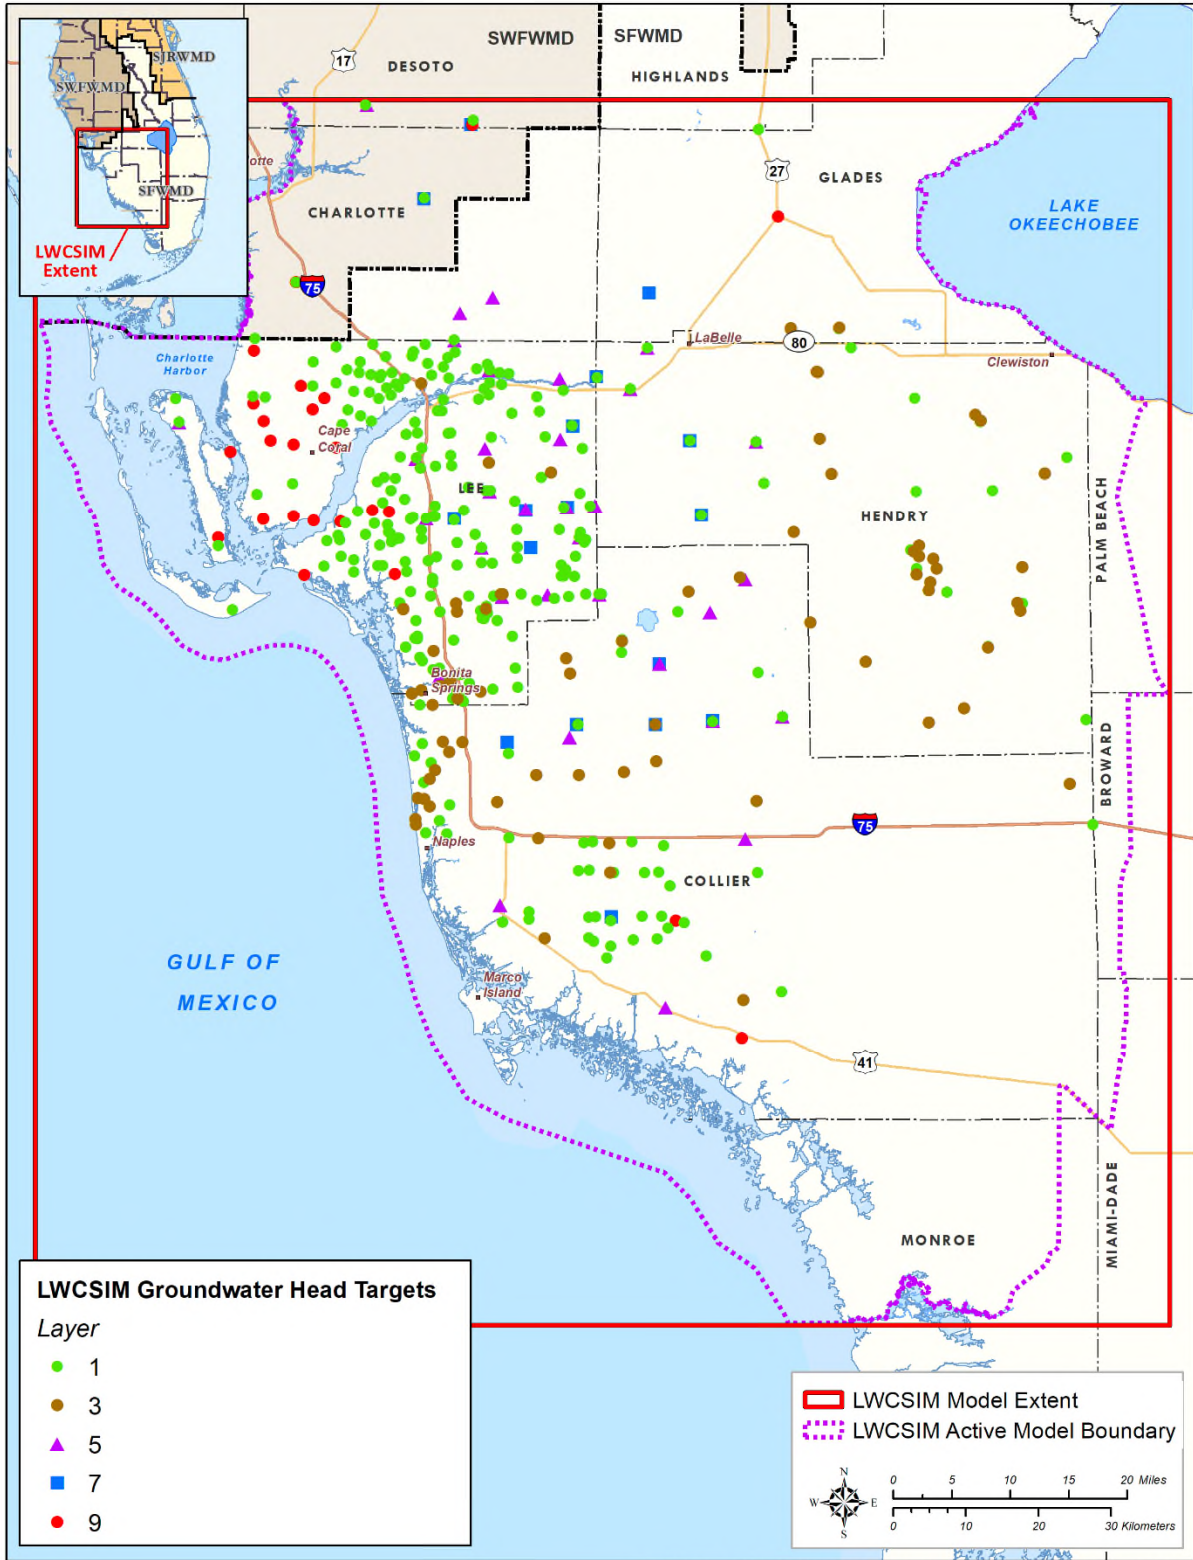 SJRWMD
SWFWMD
SFWMD
LWCSIM
Extent
SWFWMD
SFWMD
17
DESOTO
HIGHLANDS
27
GLADES
otte
CHARLOTTE
LAKE
OKEECHOBEE
75
LaBelle
80
Clewiston
Charlotte
Harbor
Cape
Coral
LEE
HENDRY
PALM BEACH
Bonita
Springs
BROWARD
75
Naples
COLLIER
GULF OF
MEXICO
Marco
Island
41
MONROE
MIAMI-DADE
LWCSIM Groundwater Head Targets
Layer
1
3
5
7
9
LWCSIM Model Extent
LWCSIM Active Model Boundary
N
W E
S
0 5 10 15 20 Miles
0 10 20 30 Kilometers